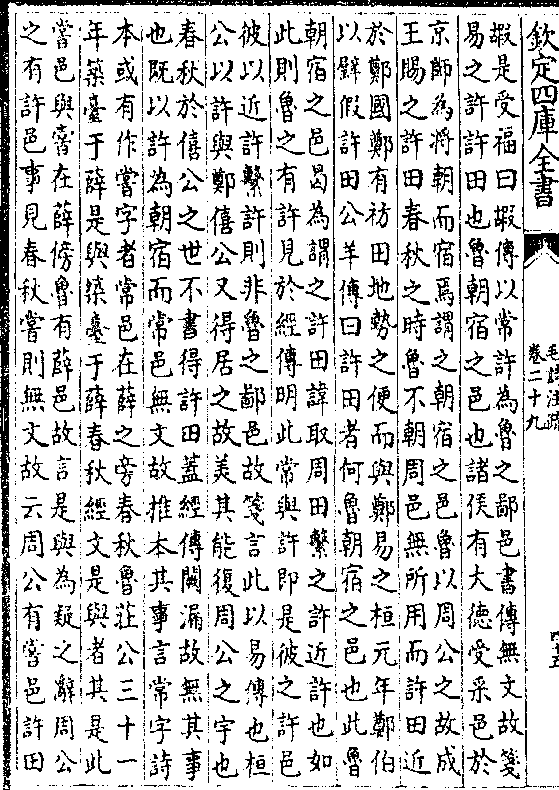 欽定四庫全書
毛詩注疏
卷二十九
嘏是受福曰嘏傳以常許為魯之鄙邑書傳無文故箋
易之許許田也魯朝宿之邑也諸侯有大德受采邑於
京師為將朝而宿焉謂之朝宿之邑魯以周公之故成
王賜之許田春秋之時魯不朝周邑無所用而許田近
於鄭國鄭有祊田地勢之便而與鄭易之桓元年鄭伯
以璧假許田公羊傳曰許田者何魯朝宿之邑也此魯
朝宿之邑曷為謂之許田諱取周田繫之許近許也如
此則魯之有許見於經傳明此常與許即是彼之許邑
彼以近許繫許則非魯之鄙邑故箋言此以易傳也桓
公以許與鄭僖公又得居之故美其能復周公之宇也
春秋於僖公之世不書得許田蓋經傳闕漏故無其事
也既以許為朝宿而常邑無文故推本其事言常字詩
本或有作嘗字者常邑在薛之旁春秋魯莊公三十一
年築臺于薛是與築臺于薛春秋經文是與者其是此
嘗邑與嘗在薛傍魯有薛邑故言是與為疑之辭周公
之有許邑事見春秋嘗則無文故云周公有嘗邑許田